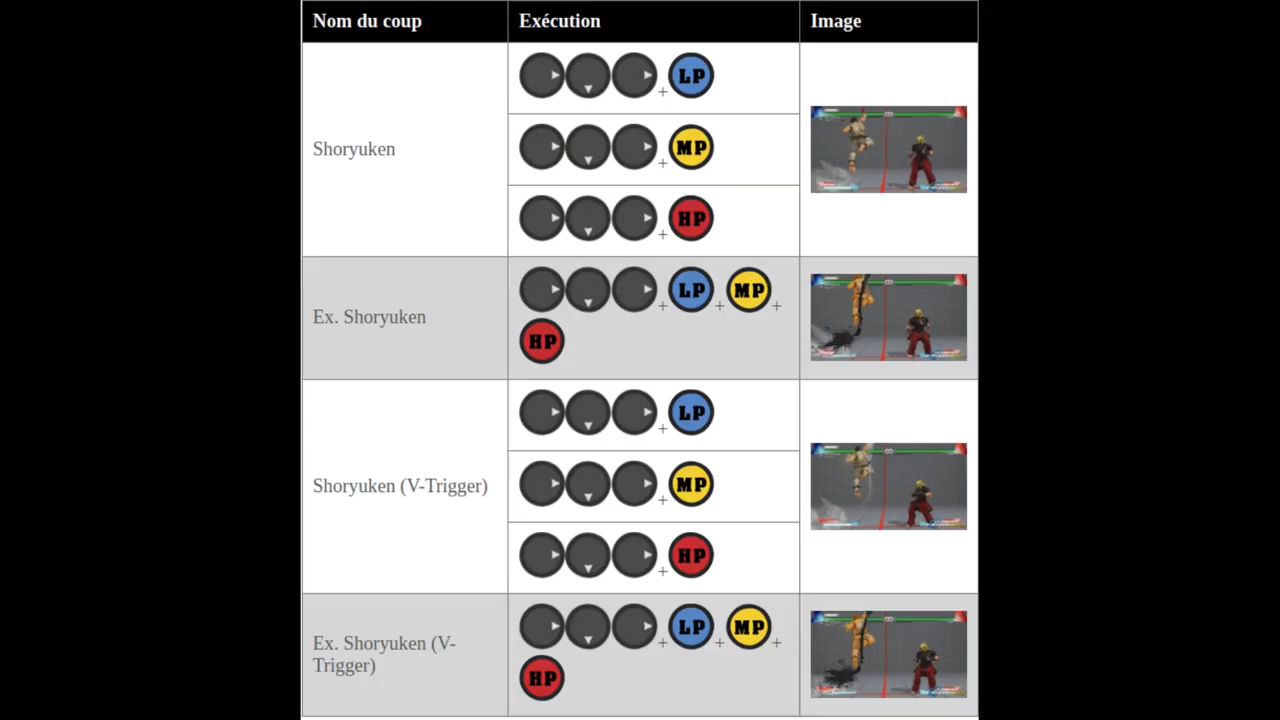 Nom du coup Exécution Image
+ LP
Shoryuken + MP
+ HP
Ex. Shoryuken + LP + MP +
HP
+ LP
Shoryuken (V-Trigger) + MP
+ HP
Ex. Shoryuken (V-
Trigger) + LP + MP +
HP